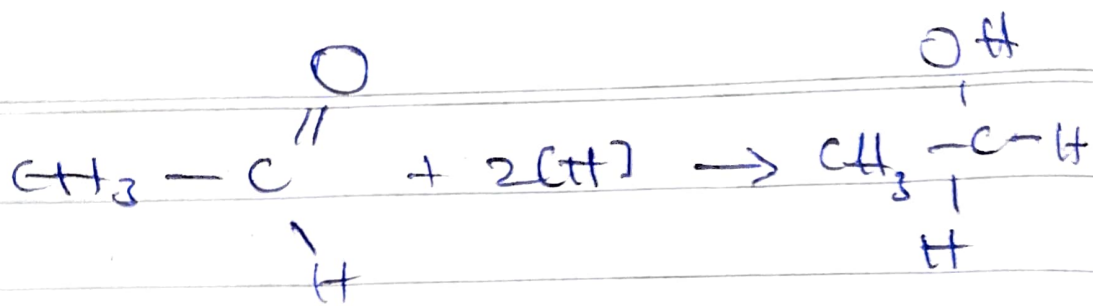 O OH
CH3 — C + 2[H] → CH3 — C — H
H H